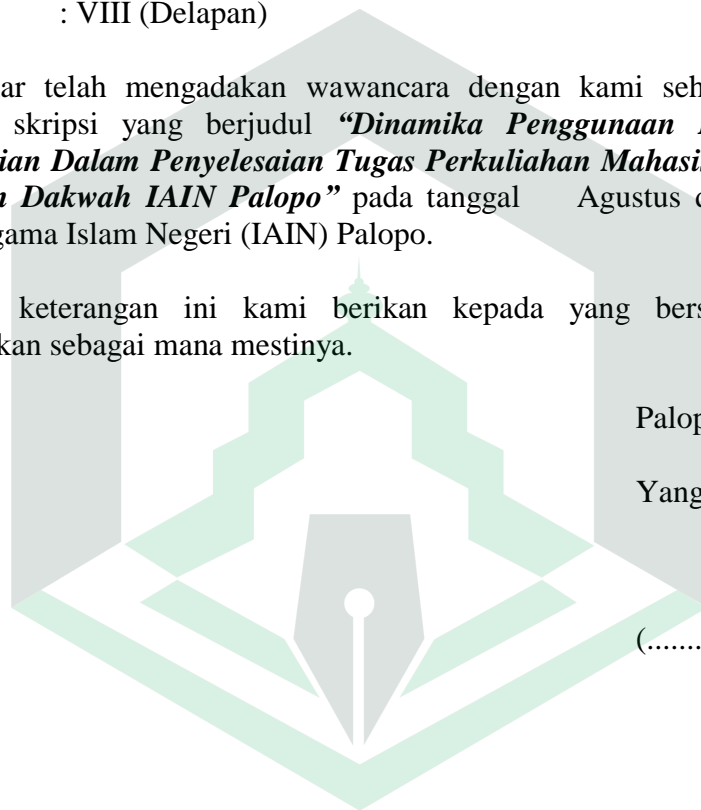 : VIII (Delapan)
ar telah mengadakan wawancara dengan kami seh
skripsi yang berjudul “Dinamika Penggunaan
ian Dalam Penyelesaian Tugas Perkuliahan Mahasi
Dakwah IAIN Palopo” pada tanggal Agustus
gama Islam Negeri (IAIN) Palopo.
keterangan ini kami berikan kepada yang bers
kan sebagai mana mestinya.
Palop
Yang
(........